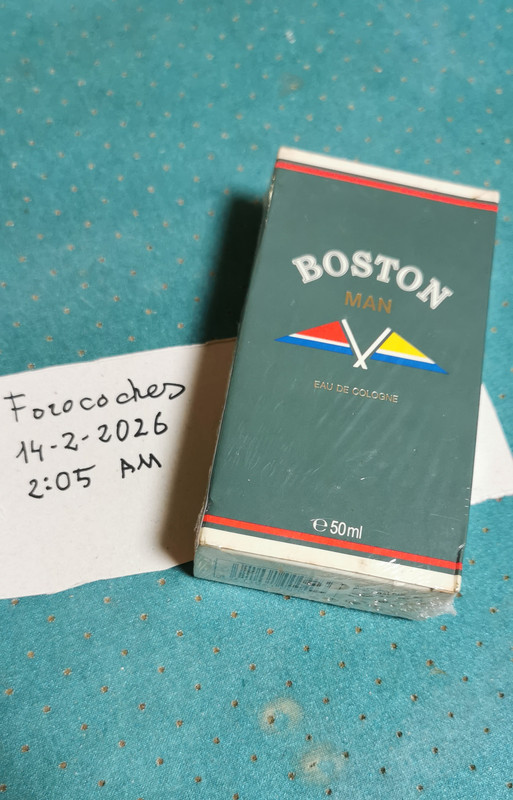 BOSTON
MAN
EAU DE COLOGNE
℮ 50ml
Forocoches
14-2-2026
2:05 AM